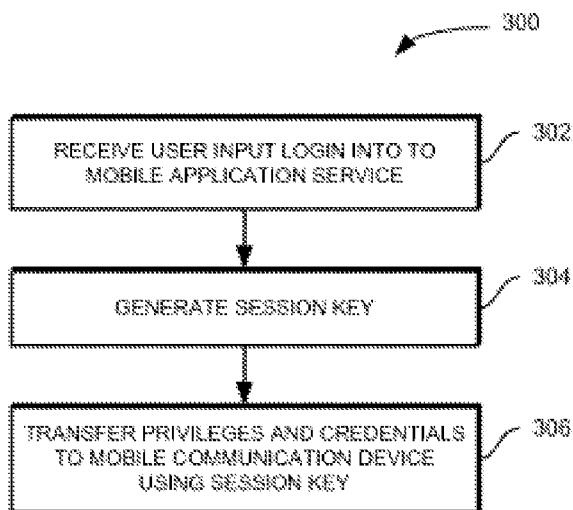 300
RECEIVE USER INPUT LOGIN INTO TO
MOBILE APPLICATION SERVICE
302
GENERATE SESSION KEY
304
TRANSFER PRIVILEGES AND CREDENTIALS
TO MOBILE COMMUNICATION DEVICE
USING SESSION KEY
306